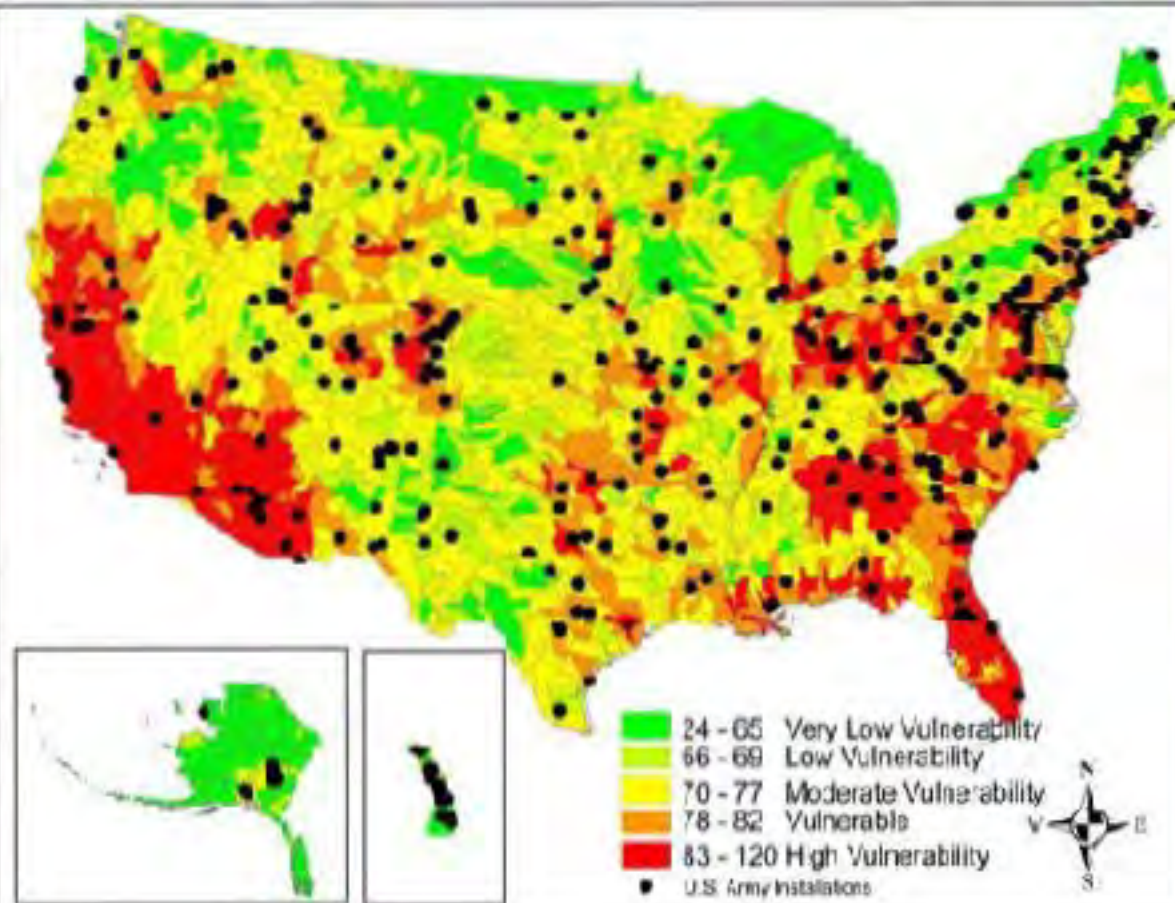 24 - 65 Very Low Vulnerability
66 - 69 Low Vulnerability
70 - 77 Moderate Vulnerability
78 - 82 Vulnerable
83 - 120 High Vulnerability
U.S. Army Installations
N
W E
S